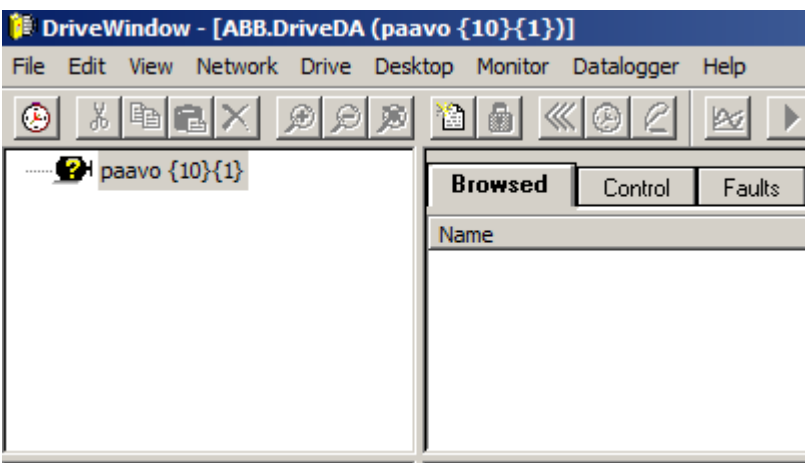 DriveWindow - [ABB.DriveDA (paavo {10}{1})]
File Edit View Network Drive Desktop Monitor Datalogger Help
paavo {10}{1}
Browsed Control Faults
Name